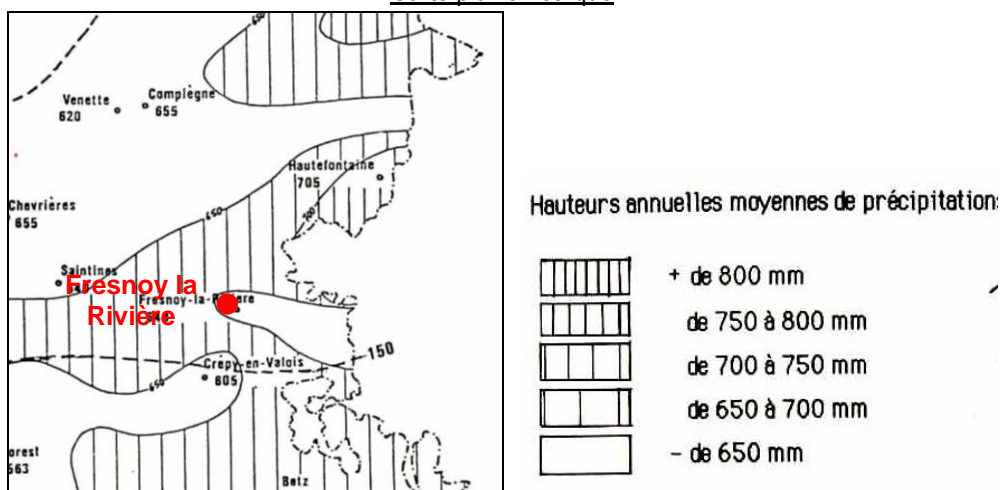 650
Venette
620
Compiègne
655
Hautefontaine
705
Chevrières
655
650
700
Saintines
Fresnoy la
Rivière
Fresnoy-la-Rivière
150
Crépy-en-Valois
605
650
orest
563
Betz
Hauteurs annuelles moyennes de précipitations
+ de 800 mm
de 750 à 800 mm
de 700 à 750 mm
de 650 à 700 mm
- de 650 mm